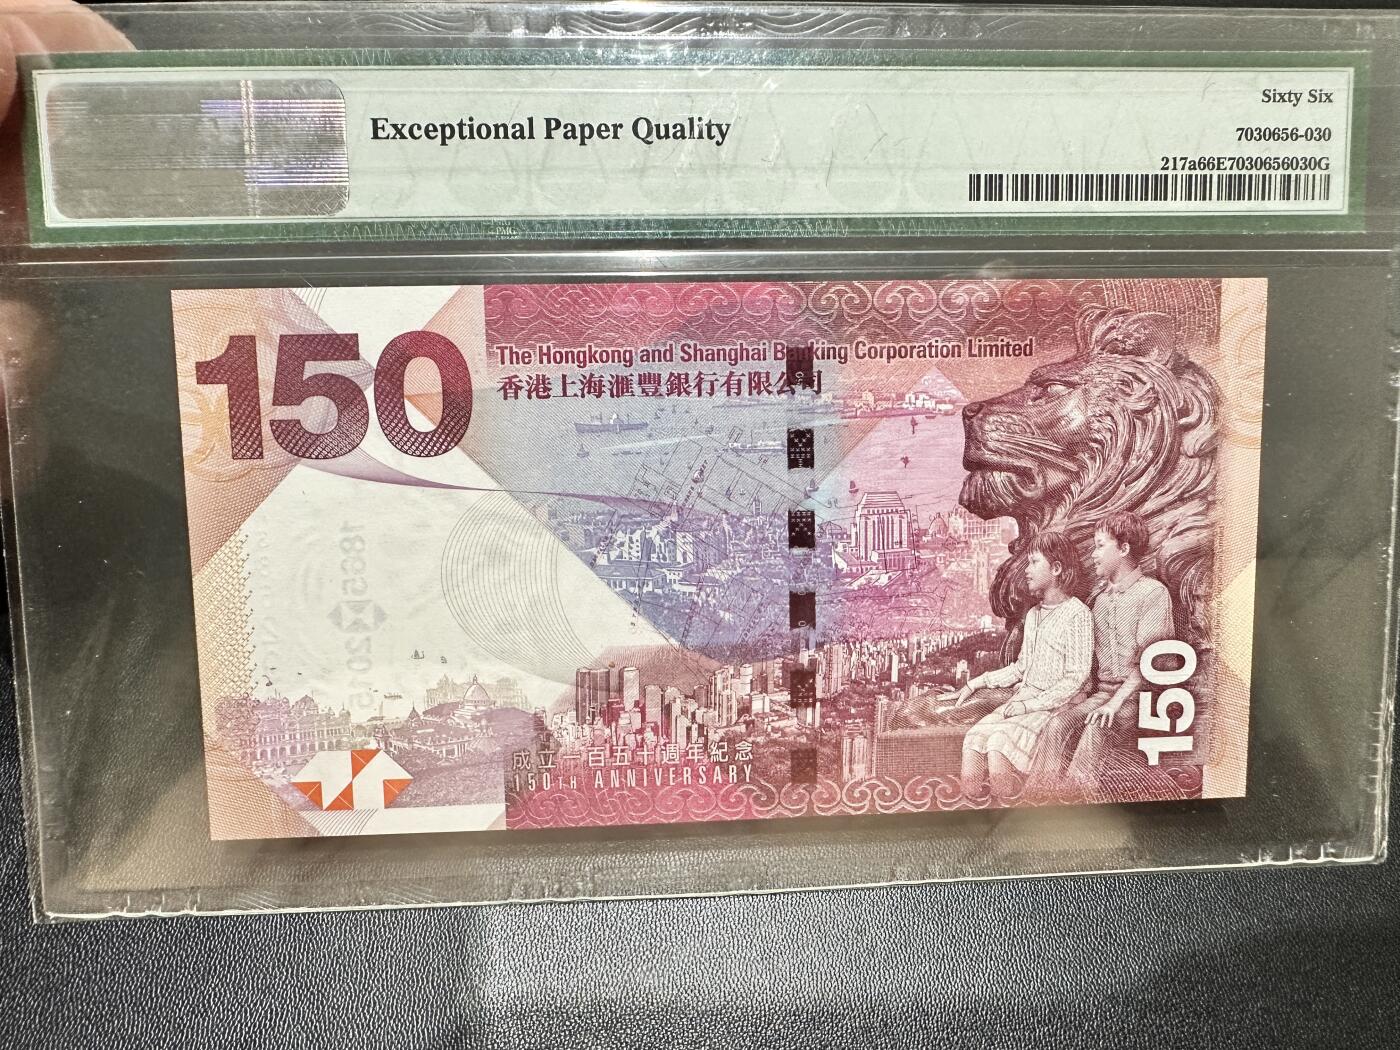 Exceptional Paper Quality
Sixty Six
7030656-030
217a66E7030656030G
PMG
150
The Hongkong and Shanghai Banking Corporation Limited
香港上海滙豐銀行有限公司
1865 2015
成立一百五十週年紀念
150TH ANNIVERSARY
150